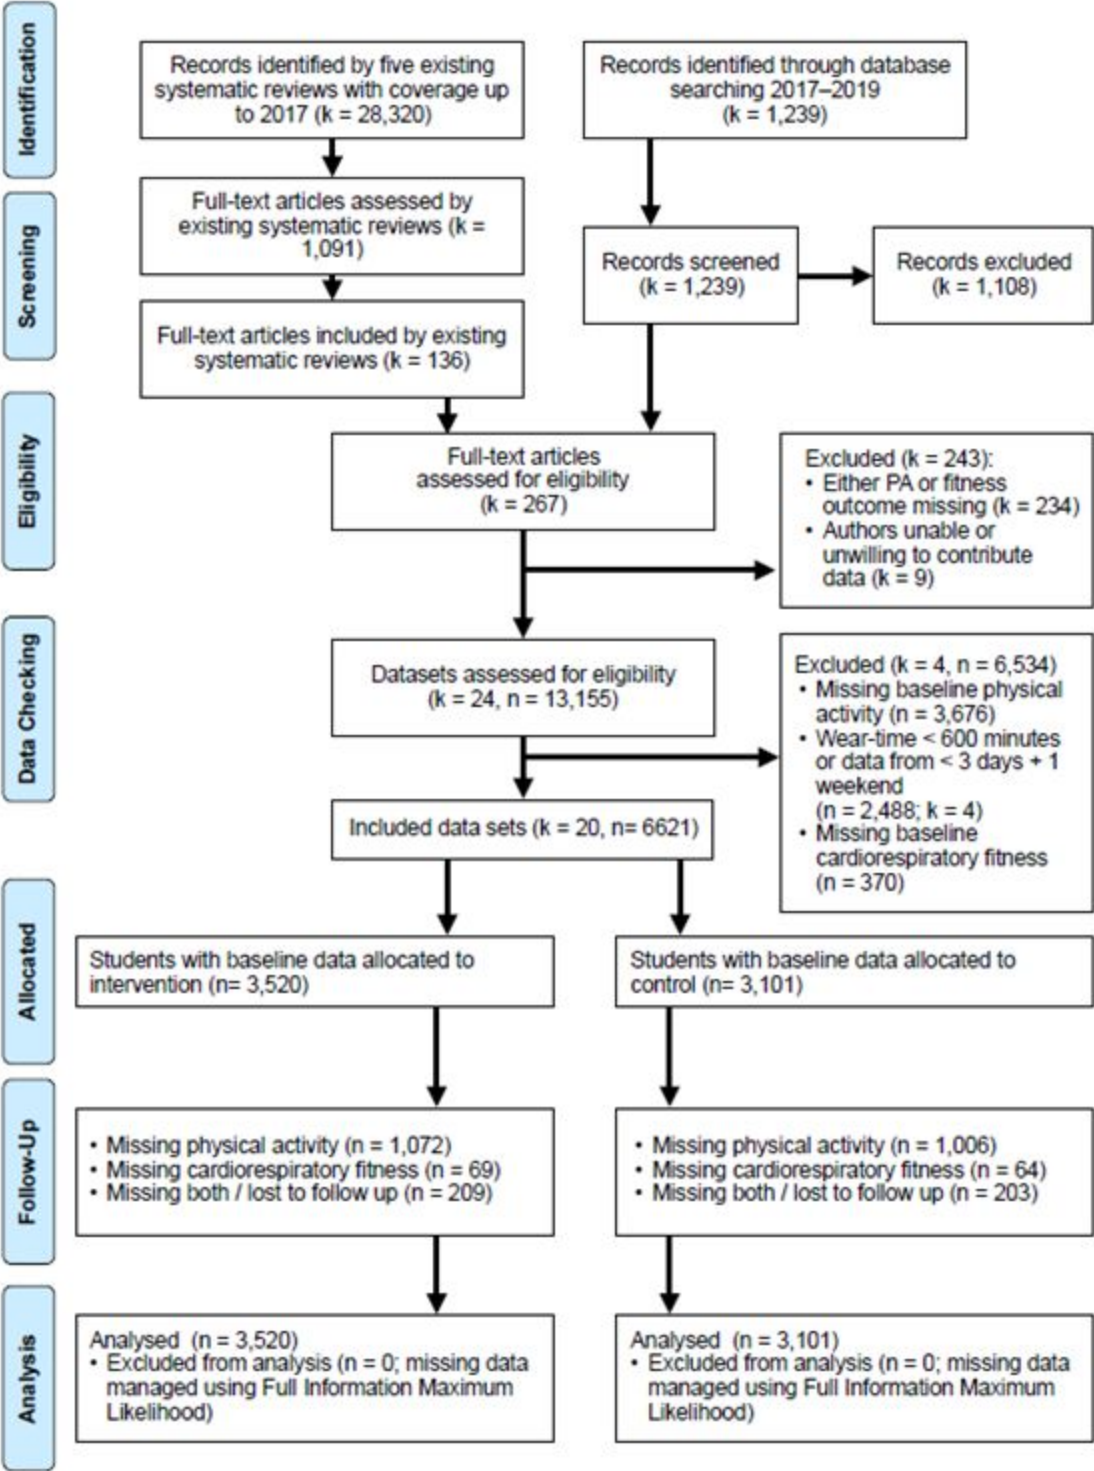 Identification
Records identified by five existing
systematic reviews with coverage up
to 2017 (k = 28,320)
Records identified through database
searching 2017–2019
(k = 1,239)
Screening
Full-text articles assessed by
existing systematic reviews (k =
1,091)
Records screened
(k = 1,239)
Records excluded
(k = 1,108)
Full-text articles included by existing
systematic reviews (k = 136)
Eligibility
Full-text articles
assessed for eligibility
(k = 267)
Excluded (k = 243):
• Either PA or fitness
outcome missing (k = 234)
• Authors unable or
unwilling to contribute
data (k = 9)
Data Checking
Datasets assessed for eligibility
(k = 24, n = 13,155)
Excluded (k = 4, n = 6,534)
• Missing baseline physical
activity (n = 3,676)
• Wear-time < 600 minutes
or data from < 3 days + 1
weekend
(n = 2,488; k = 4)
• Missing baseline
cardiorespiratory fitness
(n = 370)
Included data sets (k = 20, n= 6621)
Allocated
Students with baseline data allocated to
intervention (n= 3,520)
Students with baseline data allocated to
control (n= 3,101)
Follow-Up
• Missing physical activity (n = 1,072)
• Missing cardiorespiratory fitness (n = 69)
• Missing both / lost to follow up (n = 209)
• Missing physical activity (n = 1,006)
• Missing cardiorespiratory fitness (n = 64)
• Missing both / lost to follow up (n = 203)
Analysis
Analysed (n = 3,520)
• Excluded from analysis (n = 0; missing data
managed using Full Information Maximum
Likelihood)
Analysed (n = 3,101)
• Excluded from analysis (n = 0; missing data
managed using Full Information Maximum
Likelihood)